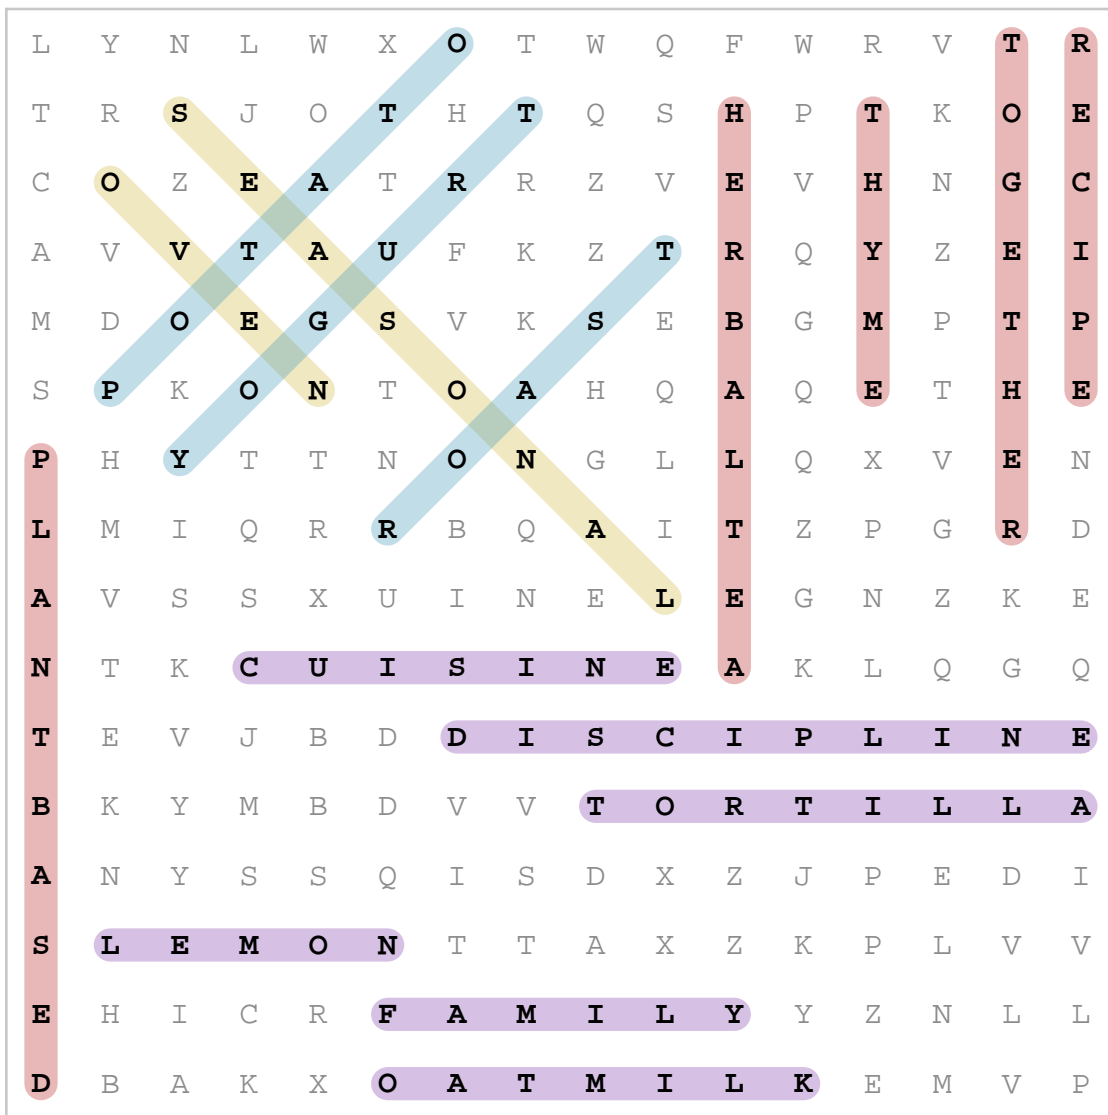 L Y N L W X O T W Q F W R V T R
T R S J O T H T Q S H P T K O E
C O Z E A T R R Z V E V H N G C
A V V T A U F K Z T R Q Y Z E I
M D O E G S V K S E B G M P T P
S P K O N T O A H Q A Q E T H E
P H Y T T N O N G L L Q X V E N
L M I Q R R B Q A I T Z P G R D
A V S S X U I N E L E G N Z K E
N T K C U I S I N E A K L Q G Q
T E V J B D D I S C I P L I N E
B K Y M B D V V T O R T I L L A
A N Y S S Q I S D X Z J P E D I
S L E M O N T T A X Z K P L V V
E H I C R F A M I L Y Y Z N L L
D B A K X O A T M I L K E M V P